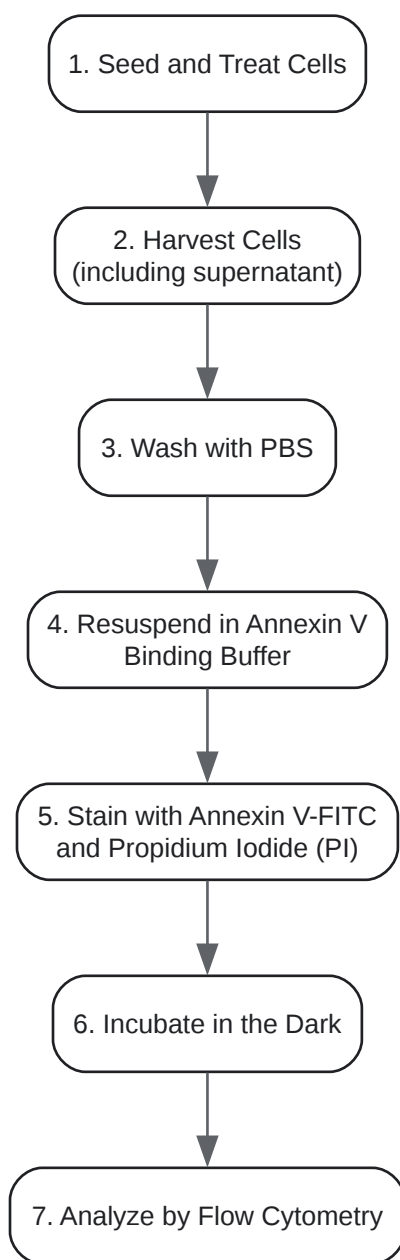 1. Seed and Treat Cells
2. Harvest Cells
(including supernatant)
3. Wash with PBS
4. Resuspend in Annexin V
Binding Buffer
5. Stain with Annexin V-FITC
and Propidium Iodide (PI)
6. Incubate in the Dark
7. Analyze by Flow Cytometry